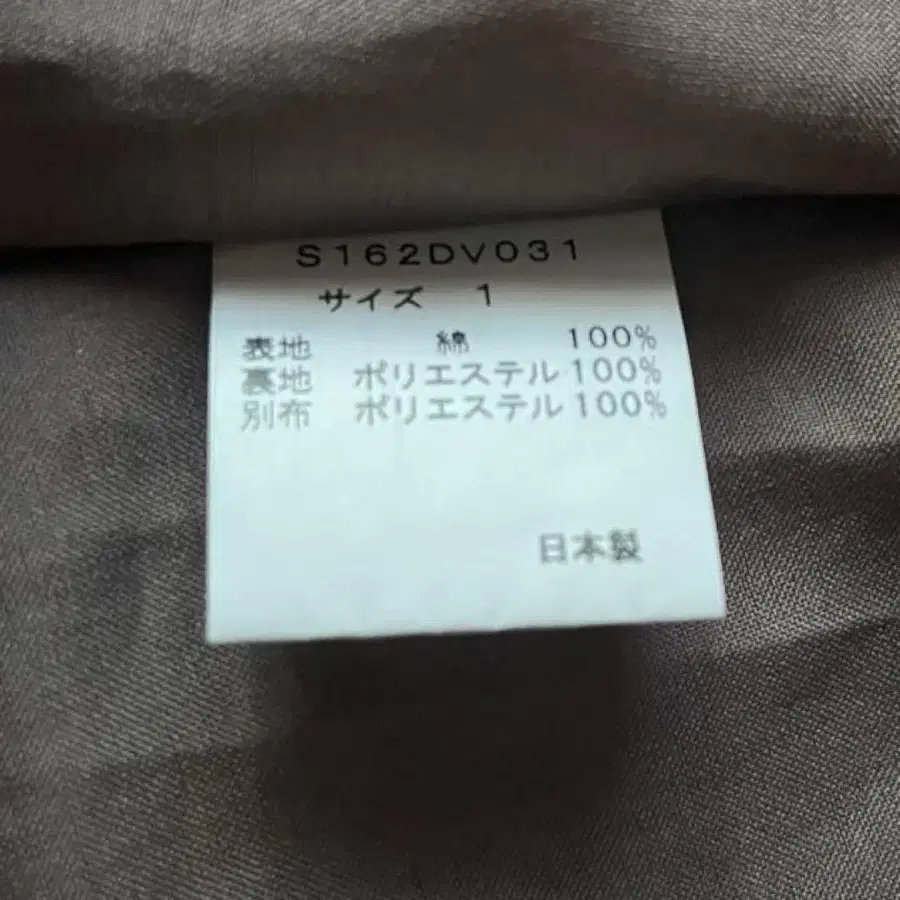 S162DV031
サイズ 1
表地 綿 100%
裏地 ポリエステル 100%
別布 ポリエステル 100%
日本製